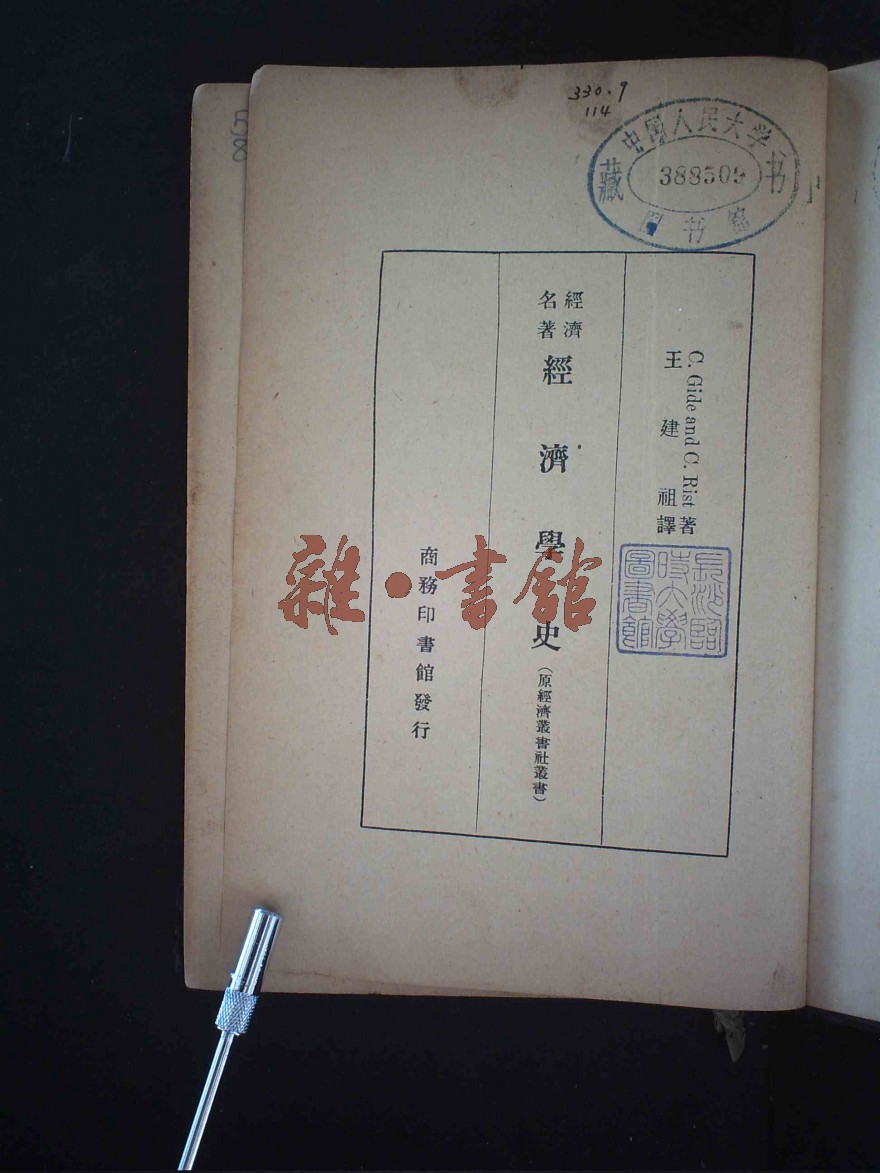 330.9
114
中国人民大学
藏 388509 书
图书馆
C. Gide and C. Rist 著
王建祖譯
經濟名著
經濟學史（原經濟叢書社叢書）
商務印書館發行
雜·書館
58